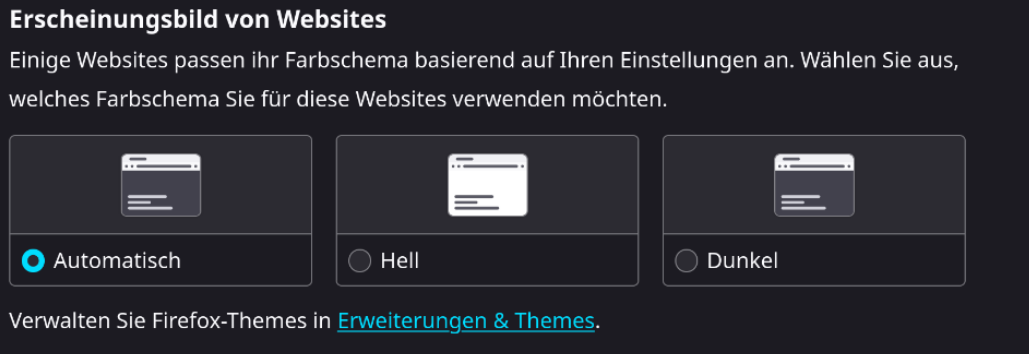 Erscheinungsbild von Websites
Einige Websites passen ihr Farbschema basierend auf Ihren Einstellungen an. Wählen Sie aus,
welches Farbschema Sie für diese Websites verwenden möchten.
Automatisch
Hell
Dunkel
Verwalten Sie Firefox-Themes in Erweiterungen & Themes.